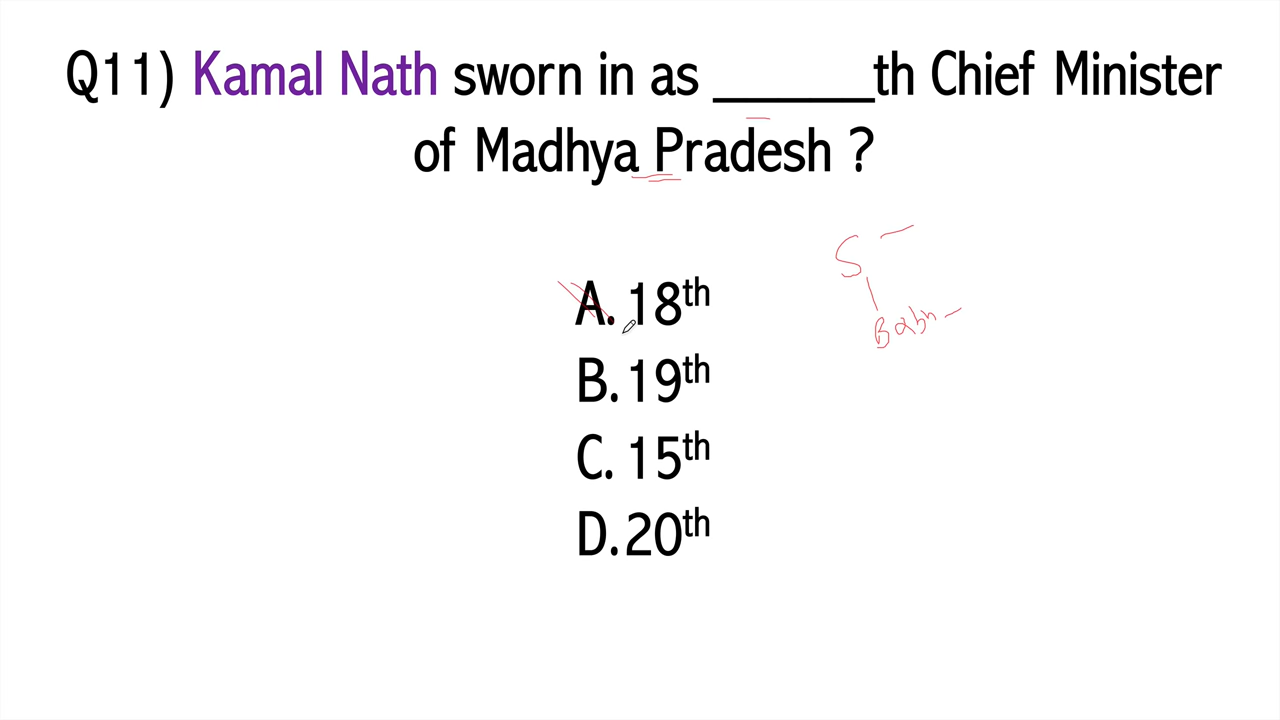 Q11) Kamal Nath sworn in as ______th Chief Minister
of Madhya Pradesh ?
A. 18th
B. 19th
C. 15th
D. 20th
S